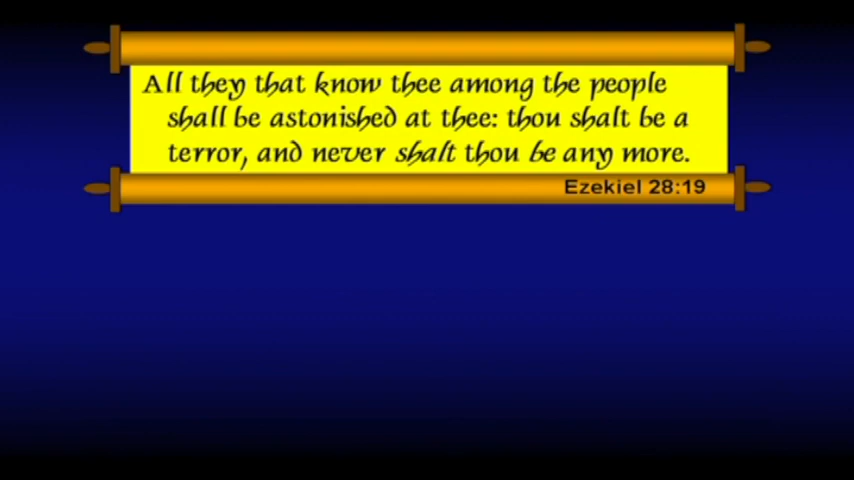 All they that know thee among the people
shall be astonished at thee: thou shalt be a
terror, and never shalt thou be any more.
Ezekiel 28:19